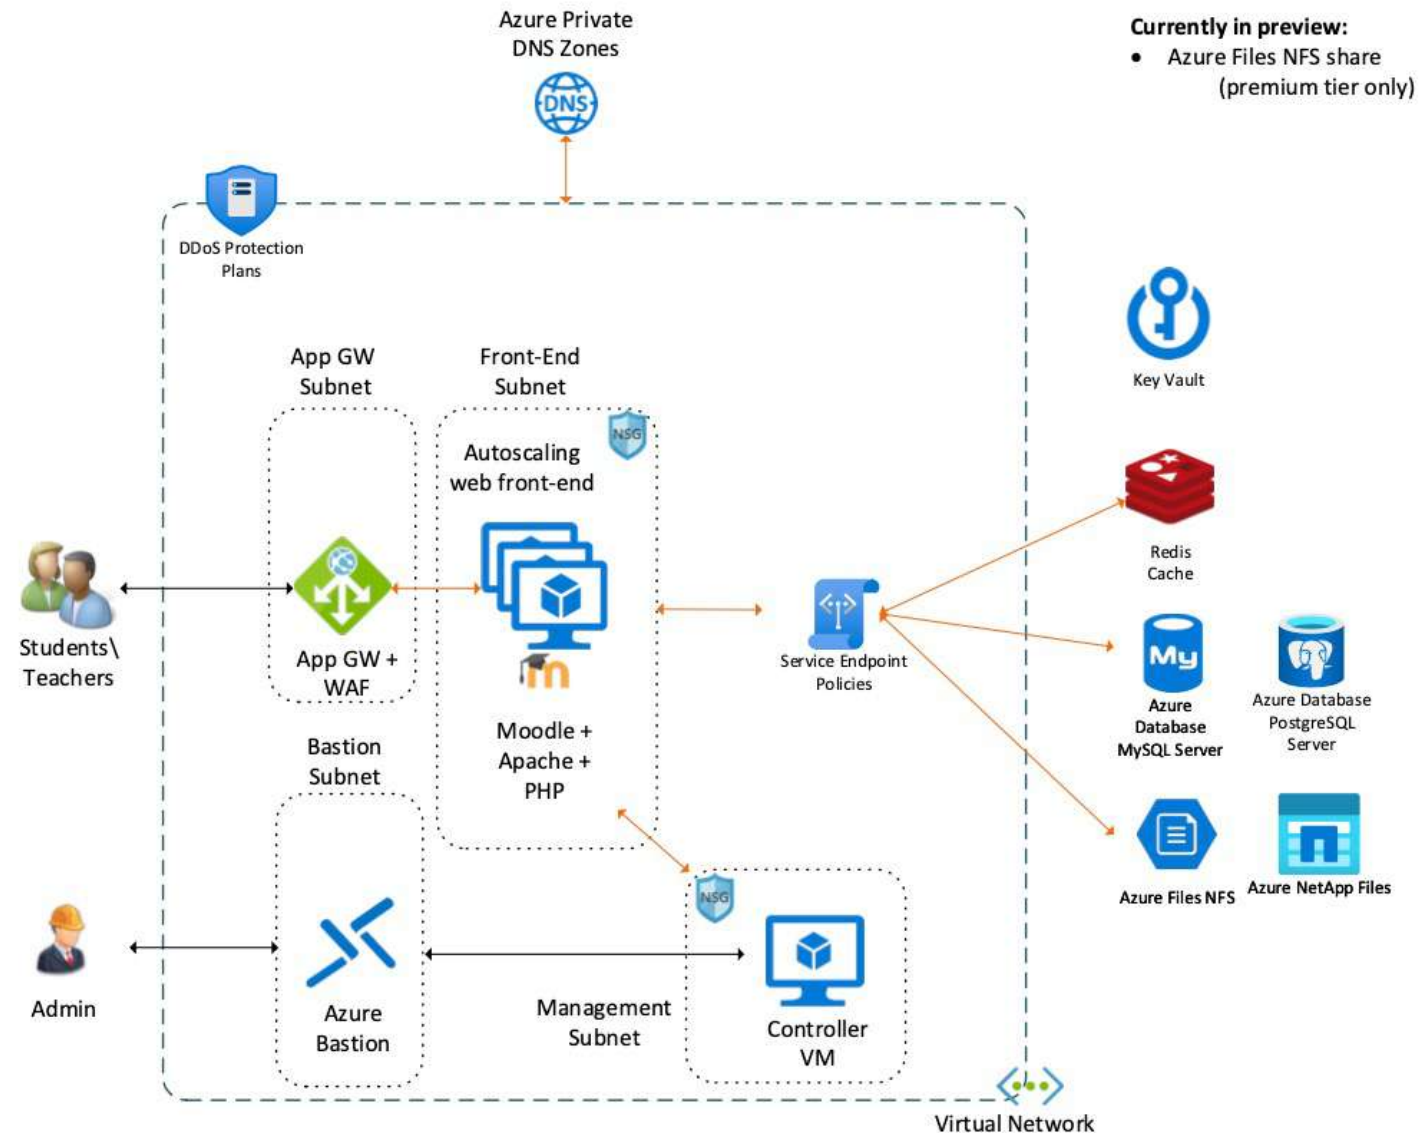 Azure Private
DNS Zones
DNS
Currently in preview:
• Azure Files NFS share
(premium tier only)
DDoS Protection
Plans
Key Vault
App GW
Subnet
Front-End
Subnet
NSG
Autoscaling
web front-end
Redis
Cache
Students\
Teachers
App GW +
WAF
m
Service Endpoint
Policies
My
Azure
Database
MySQL Server
Azure Database
PostgreSQL
Server
Moodle +
Apache +
PHP
Bastion
Subnet
Azure Files NFS
Azure NetApp Files
NSG
Admin
Azure
Bastion
Management
Subnet
Controller
VM
Virtual Network